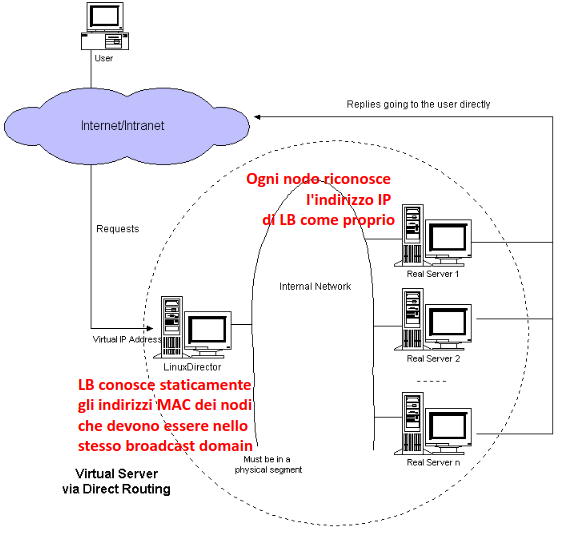 User
Internet/Intranet
Replies going to the user directly
Ogni nodo riconosce
l'indirizzo IP
di LB come proprio
Requests
Real Server 1
Internal Network
Virtual IP Address
LinuxDirector
Real Server 2
LB conosce staticamente
gli indirizzi MAC dei nodi
che devono essere nello
stesso broadcast domain
Must be in a
physical segment
Real Server n
Virtual Server
via Direct Routing